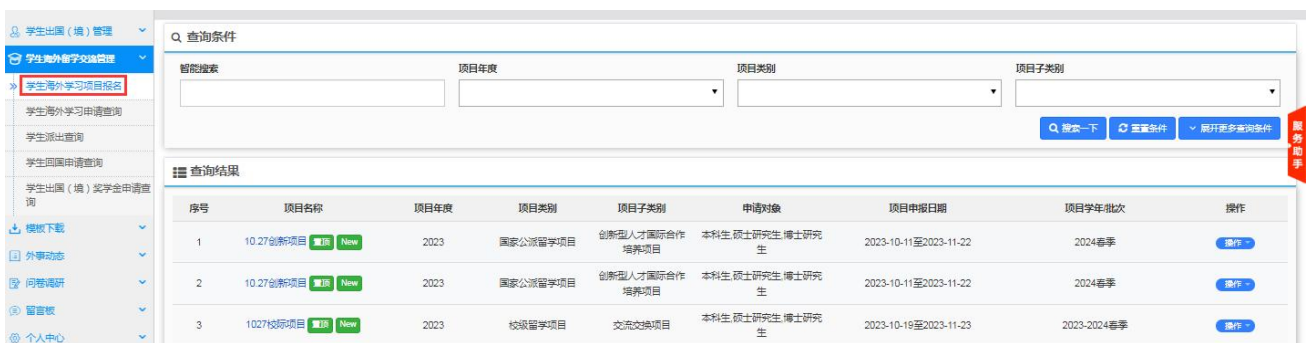 学生出国（境）管理
学生海外留学交流管理
学生海外学习项目报名
学生海外学习申请查询
学生派出查询
学生回国申请查询
学生出国（境）奖学金申请查
询
模板下载
外事动态
问卷调研
留言板
个人中心
查询条件
智能搜索 项目年度 项目类别 项目子类别
搜索一下 重置条件 展开更多查询条件
服务助手
查询结果
序号 项目名称 项目年度 项目类别 项目子类别 申请对象 项目申报日期 项目学年/批次 操作
1 10.27创新项目 置顶 New 2023 国家公派留学项目 创新型人才国际合作 本科生,硕士研究生,博士研究 2023-10-11至2023-11-22 2024春季 操作
培养项目 生
2 10.27创新项目 置顶 New 2023 国家公派留学项目 创新型人才国际合作 本科生,硕士研究生,博士研究 2023-10-11至2023-11-22 2024春季 操作
培养项目 生
3 1027校际项目 置顶 New 2023 校级留学项目 交流交换项目 本科生,硕士研究生,博士研究 2023-10-19至2023-11-23 2023-2024春季 操作
生